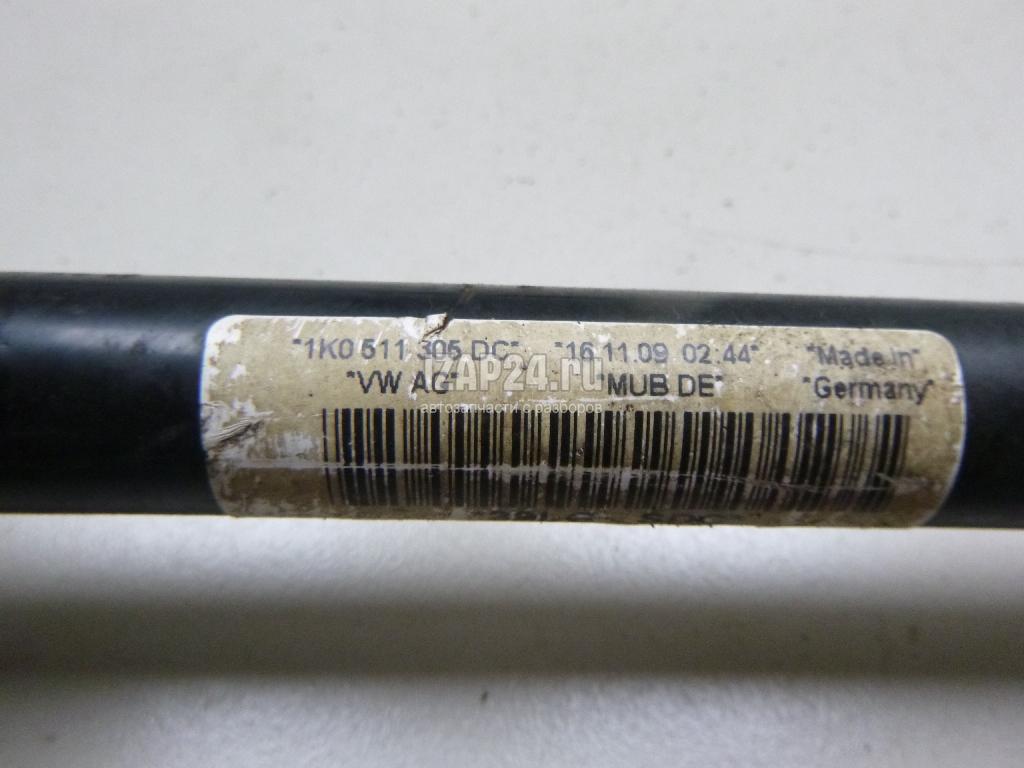 "1K0 511 305 DC" "16.11.09 02:44" "Made in"
"VW AG" "MUB DE" "Germany"
ZAP24.ru
автозапчасти с разборов